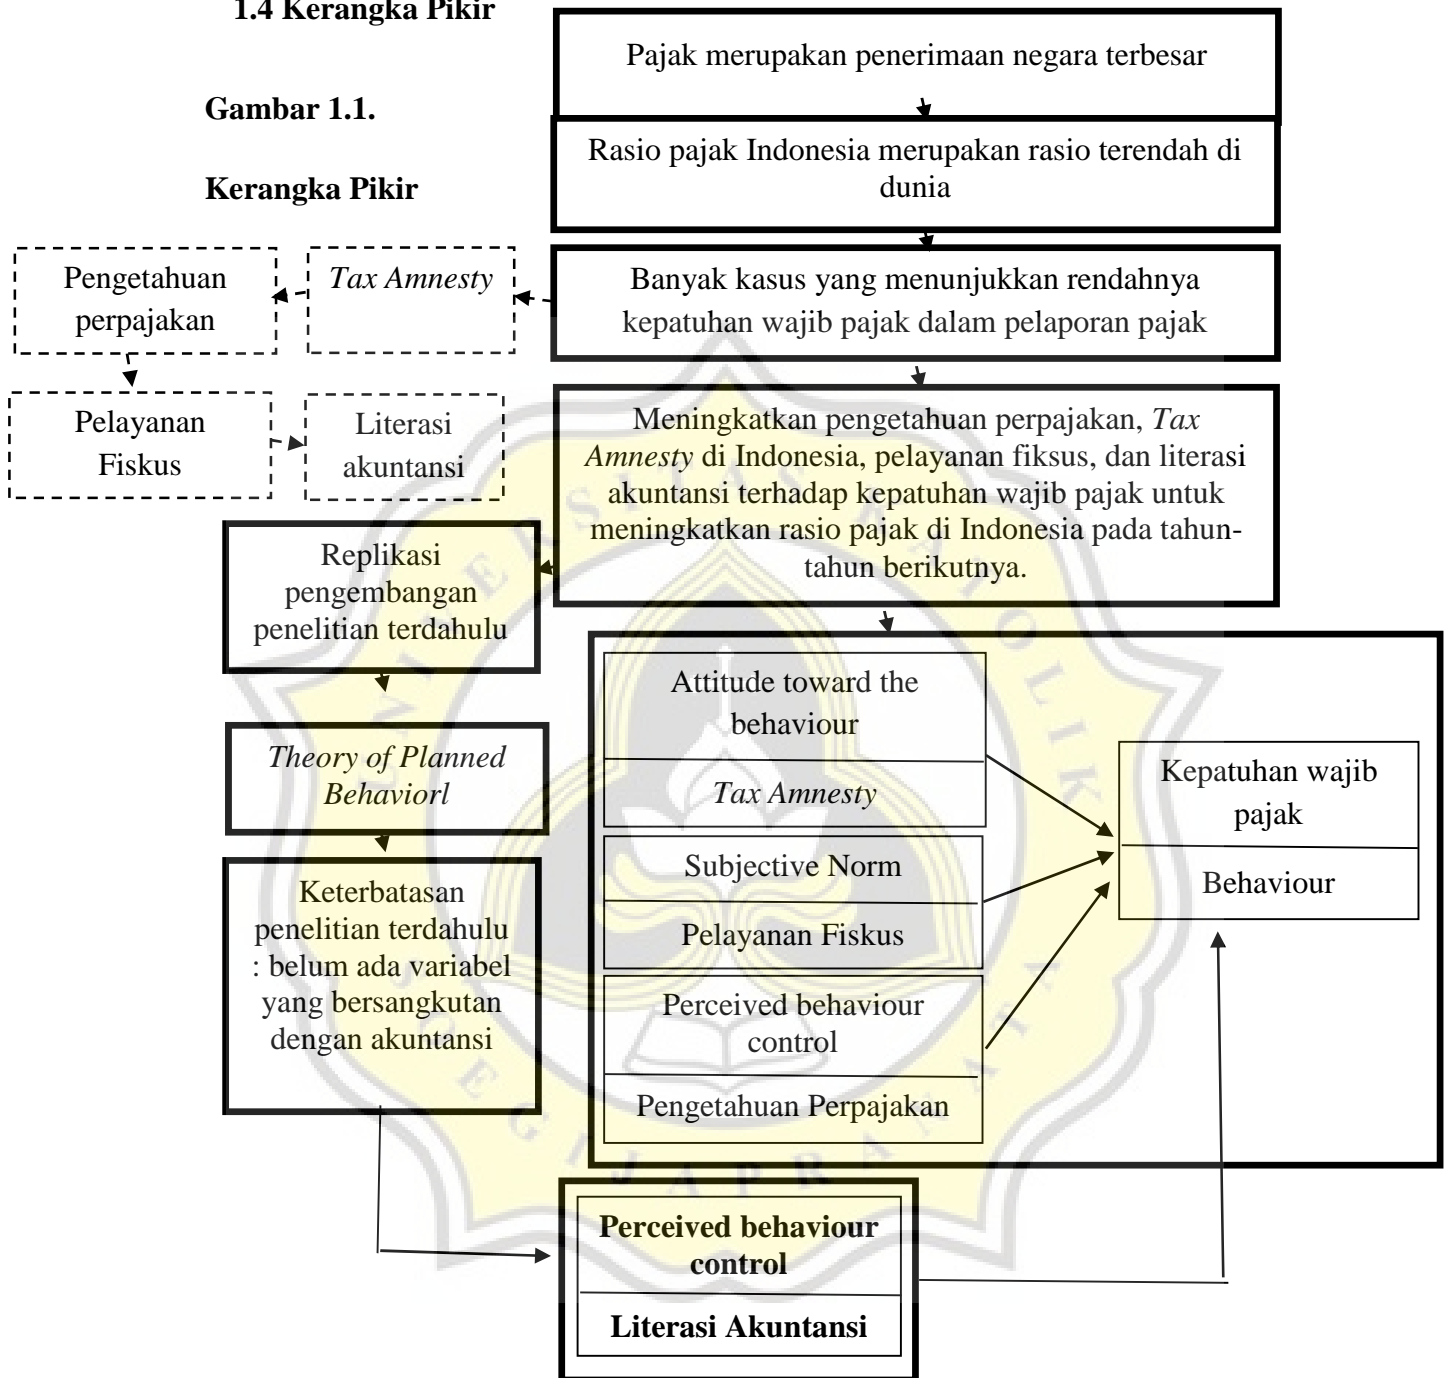 1.4 Kerangka Pikir
Pajak merupakan penerimaan negara terbesar
Gambar 1.1.
Kerangka Pikir
Rasio pajak Indonesia merupakan rasio terendah di
dunia
Banyak kasus yang menunjukkan rendahnya
kepatuhan wajib pajak dalam pelaporan pajak
Tax Amnesty
Pengetahuan
perpajakan
Pelayanan
Fiskus
Literasi
akuntansi
Meningkatkan pengetahuan perpajakan, Tax
Amnesty di Indonesia, pelayanan fiksus, dan literasi
akuntansi terhadap kepatuhan wajib pajak untuk
meningkatkan rasio pajak di Indonesia pada tahun-
tahun berikutnya.
Replikasi
pengembangan
penelitian terdahulu
Theory of Planned
Behaviorl
Keterbatasan
penelitian terdahulu
: belum ada variabel
yang bersangkutan
dengan akuntansi
Attitude toward the
behaviour
Tax Amnesty
Subjective Norm
Pelayanan Fiskus
Perceived behaviour
control
Pengetahuan Perpajakan
Kepatuhan wajib
pajak
Behaviour
Perceived behaviour
control
Literasi Akuntansi
UNIVERSITAS KATOLIK
SOEGIJAPRANATA